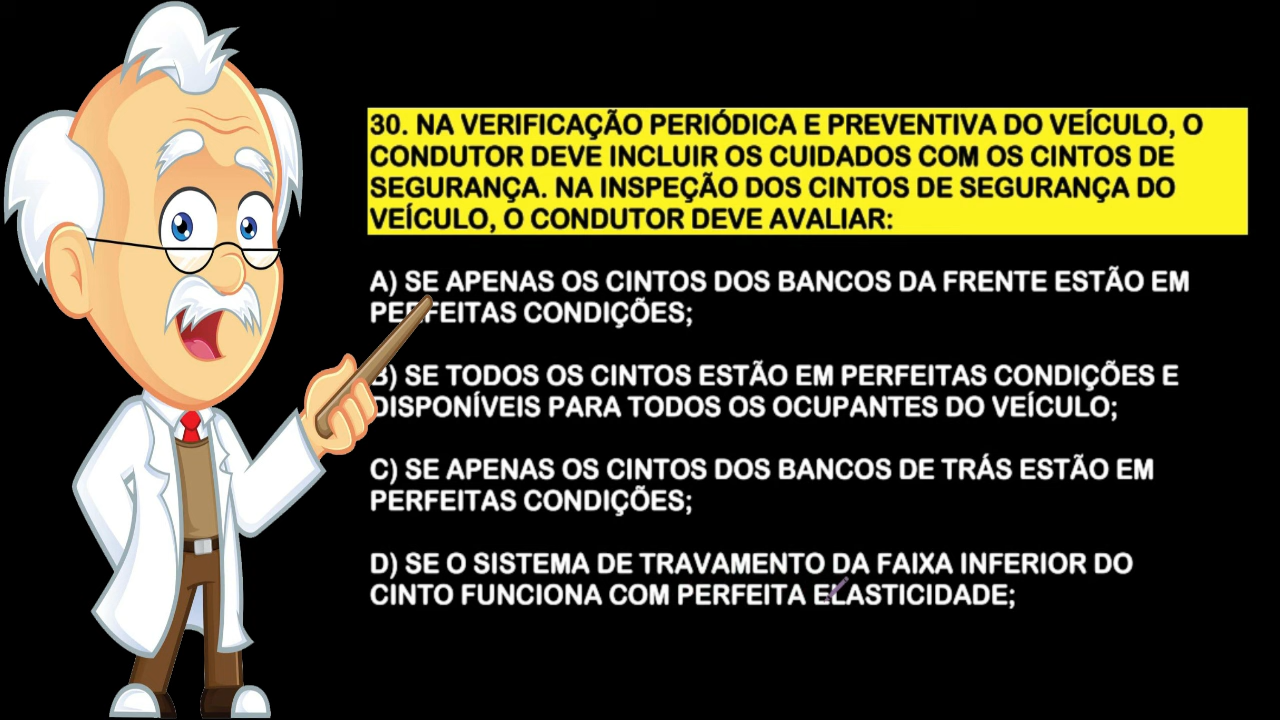 30. NA VERIFICAÇÃO PERIÓDICA E PREVENTIVA DO VEÍCULO, O
CONDUTOR DEVE INCLUIR OS CUIDADOS COM OS CINTOS DE
SEGURANÇA. NA INSPEÇÃO DOS CINTOS DE SEGURANÇA DO
VEÍCULO, O CONDUTOR DEVE AVALIAR:
A) SE APENAS OS CINTOS DOS BANCOS DA FRENTE ESTÃO EM
PERFEITAS CONDIÇÕES;
B) SE TODOS OS CINTOS ESTÃO EM PERFEITAS CONDIÇÕES E
DISPONÍVEIS PARA TODOS OS OCUPANTES DO VEÍCULO;
C) SE APENAS OS CINTOS DOS BANCOS DE TRÁS ESTÃO EM
PERFEITAS CONDIÇÕES;
D) SE O SISTEMA DE TRAVAMENTO DA FAIXA INFERIOR DO
CINTO FUNCIONA COM PERFEITA ELASTICIDADE;